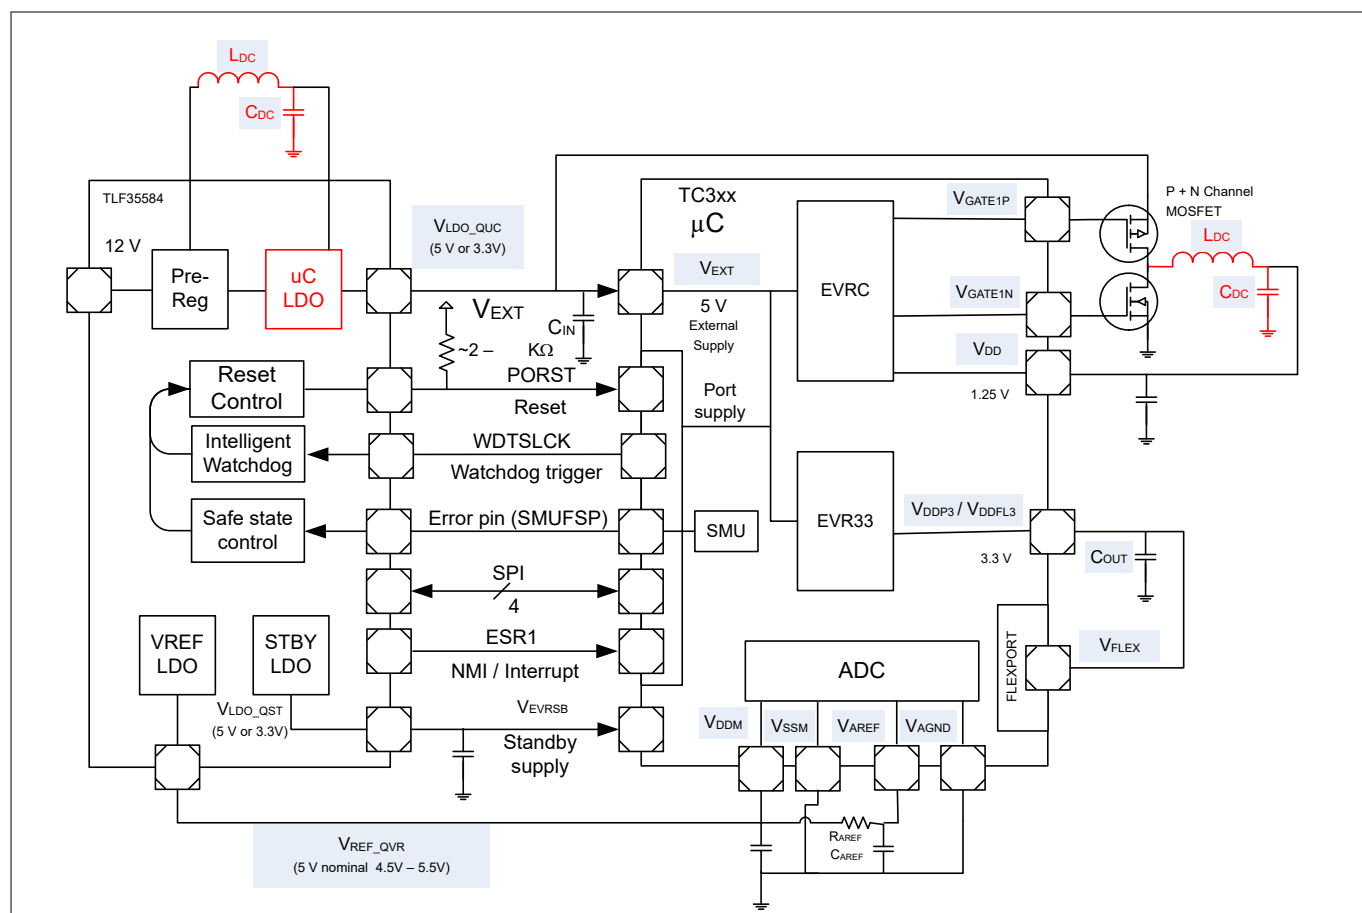 LDC
CDC
TLF35584
12 V
Pre-
Reg
uC
LDO
VLDO_QUC
(5 V or 3.3V)
VEXT
CIN
~2 –
KΩ
Reset
Control
PORST
Reset
Intelligent
Watchdog
WDTSLCK
Watchdog trigger
Safe state
control
Error pin (SMUFSP)
SPI
4
ESR1
NMI / Interrupt
VREF
LDO
STBY
LDO
VLDO_QST
(5 V or 3.3V)
VEVRSB
Standby
supply
VREF_QVR
(5 V nominal 4.5V – 5.5V)
TC3xx
µC
VEXT
5 V
External
Supply
Port
supply
SMU
EVRC
EVR33
VGATE1P
VGATE1N
VDD
1.25 V
P + N Channel
MOSFET
LDC
CDC
VDDP3 / VDDFL3
3.3 V
COUT
FLEXPORT
VFLEX
ADC
VDDM
VSSM
VAREF
VAGND
RAREF
CAREF